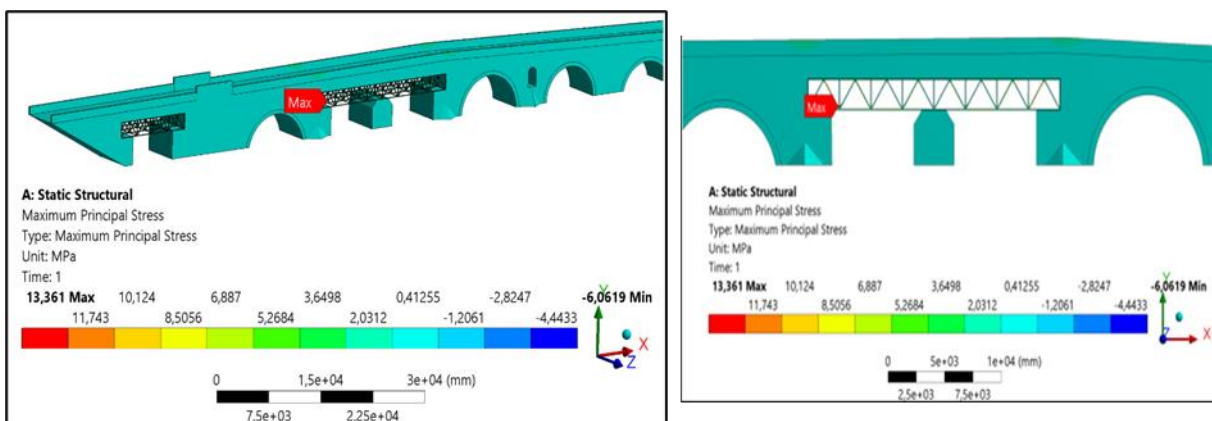 Max
A: Static Structural
Maximum Principal Stress
Type: Maximum Principal Stress
Unit: MPa
Time: 1
13,361 Max 10,124 6,887 3,6498 0,41255 -2,8247 -6,0619 Min
11,743 8,5056 5,2684 2,0312 -1,2061 -4,4433
Y
X
Z
0 1,5e+04 3e+04 (mm)
7,5e+03 2,25e+04
Max
A: Static Structural
Maximum Principal Stress
Type: Maximum Principal Stress
Unit: MPa
Time: 1
13,361 Max 10,124 6,887 3,6498 0,41255 -2,8247 -6,0619 Min
11,743 8,5056 5,2684 2,0312 -1,2061 -4,4433
Y
X
Z
0 5e+03 1e+04 (mm)
2,5e+03 7,5e+03